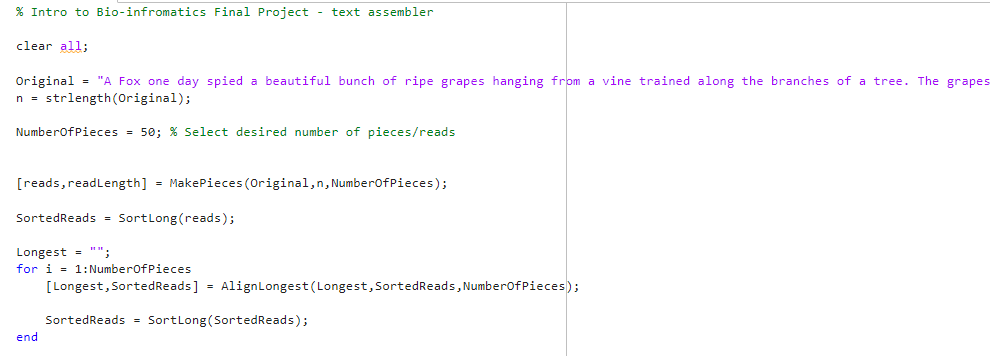 % Intro to Bio-infromatics Final Project - text assembler
clear all;
Original = "A Fox one day spied a beautiful bunch of ripe grapes hanging from a vine trained along the branches of a tree. The grapes
n = strlength(Original);
NumberOfPieces = 50; % Select desired number of pieces/reads
[reads,readLength] = MakePieces(Original,n,NumberOfPieces);
SortedReads = SortLong(reads);
Longest = "";
for i = 1:NumberOfPieces
[Longest,SortedReads] = AlignLongest(Longest,SortedReads,NumberOfPieces);
SortedReads = SortLong(SortedReads);
end